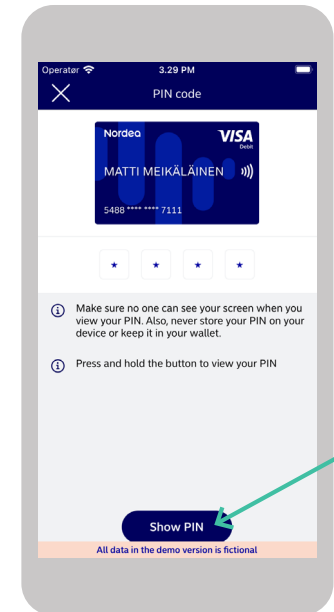 Operatør 3.29 PM
PIN code
Nordea VISA
Debit
MATTI MEIKÄLÄINEN
5488 **** **** 7111
* * * *
Make sure no one can see your screen when you
view your PIN. Also, never store your PIN on your
device or keep it in your wallet.
Press and hold the button to view your PIN
Show PIN
All data in the demo version is fictional